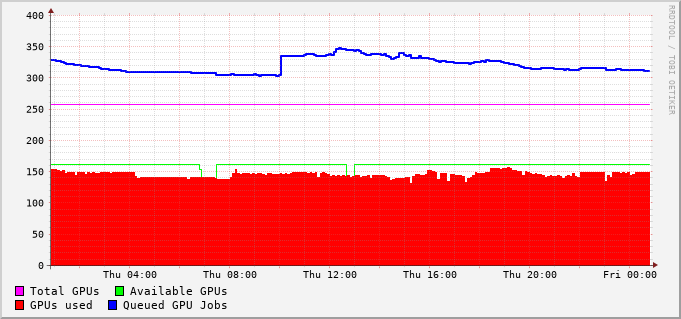 400
350
300
250
200
150
100
50
0
Thu 04:00 Thu 08:00 Thu 12:00 Thu 16:00 Thu 20:00 Fri 00:00
Total GPUs Available GPUs
GPUs used Queued GPU Jobs
RRDTOOL / TOBI OETIKER